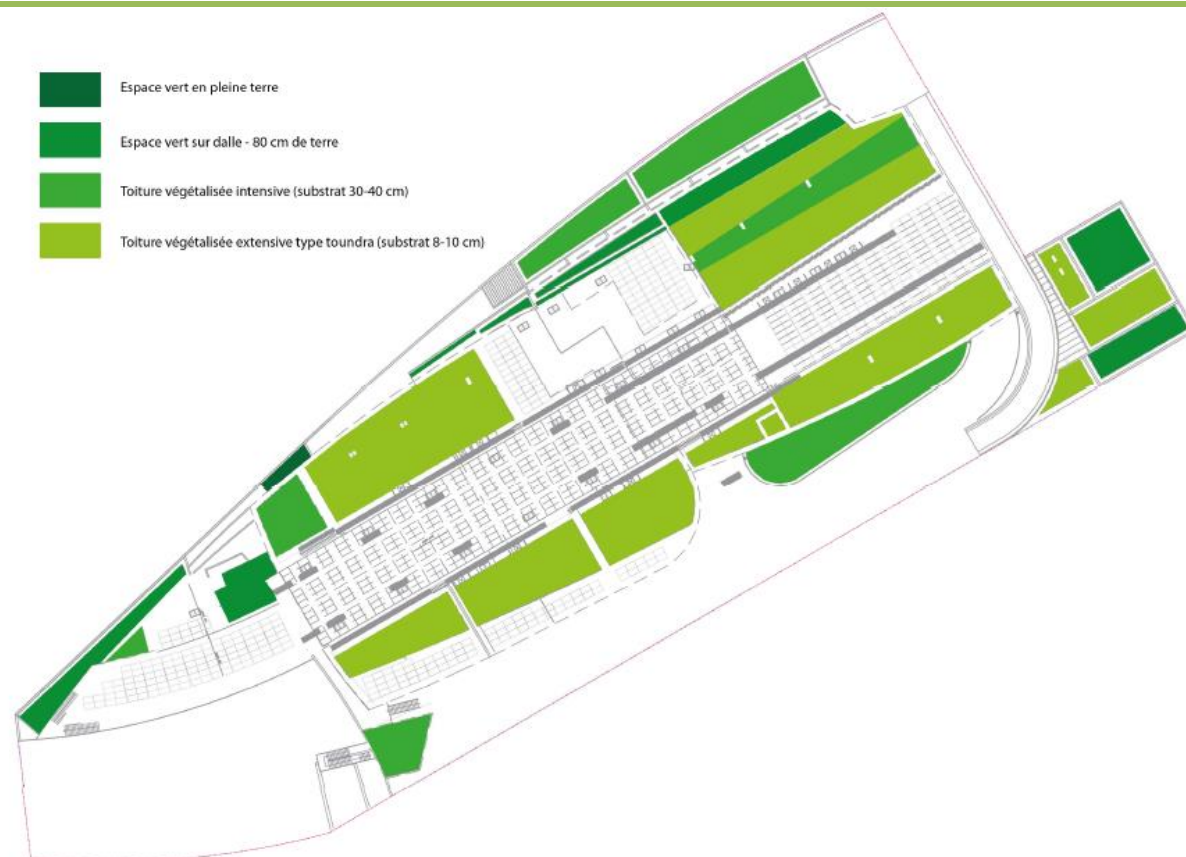 Espace vert en pleine terre
Espace vert sur dalle - 80 cm de terre
Toiture végétalisée intensive (substrat 30-40 cm)
Toiture végétalisée extensive type toundra (substrat 8-10 cm)